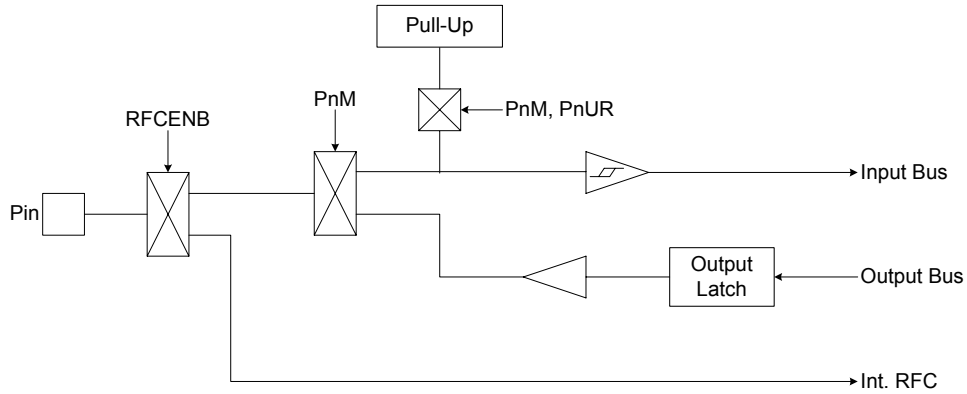 Pull-Up
PnM
PnM, PnUR
RFCENB
Input Bus
Pin
Output
Latch
Output Bus
Int. RFC